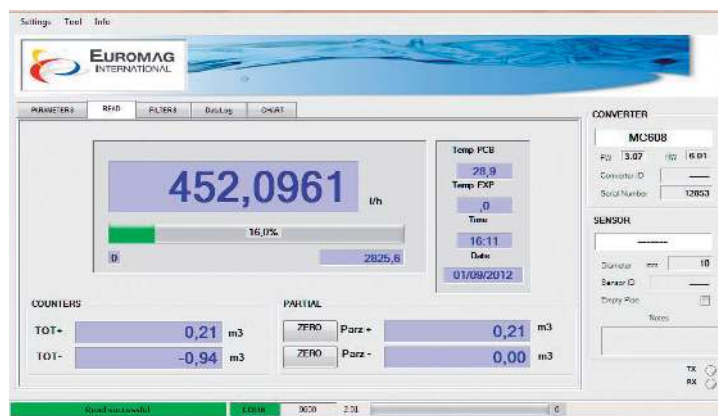 Settings Tool Info
EUROMAG
INTERNATIONAL
PARAMETERS READ FILTERS DataLog CHART
452,0961 l/h
16,0%
0 2825,6
Temp PCB
28,9
Temp EXP
,0
Time
16:11
Date
01/09/2012
COUNTERS
TOT+ 0,21 m3
TOT- -0,94 m3
PARTIAL
ZERO Parz + 0,21 m3
ZERO Parz - 0,00 m3
CONVERTER
MC608
FW 3.07 HW 6.01
Converter ID
Serial Number 12853
SENSOR
--------
Diameter mm 10
Sensor ID
Empty Pipe
Notes
TX
RX
Read successful 9600 2.01 0